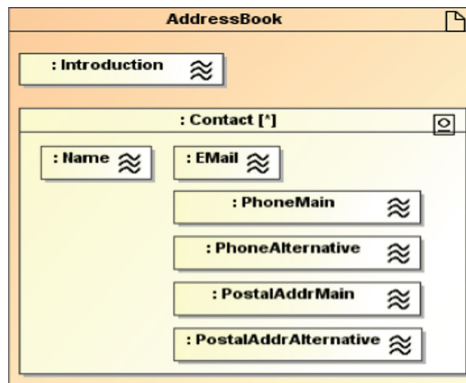 AddressBook
: Introduction
: Contact [*]
: Name
: EMail
: PhoneMain
: PhoneAlternative
: PostalAddrMain
: PostalAddrAlternative